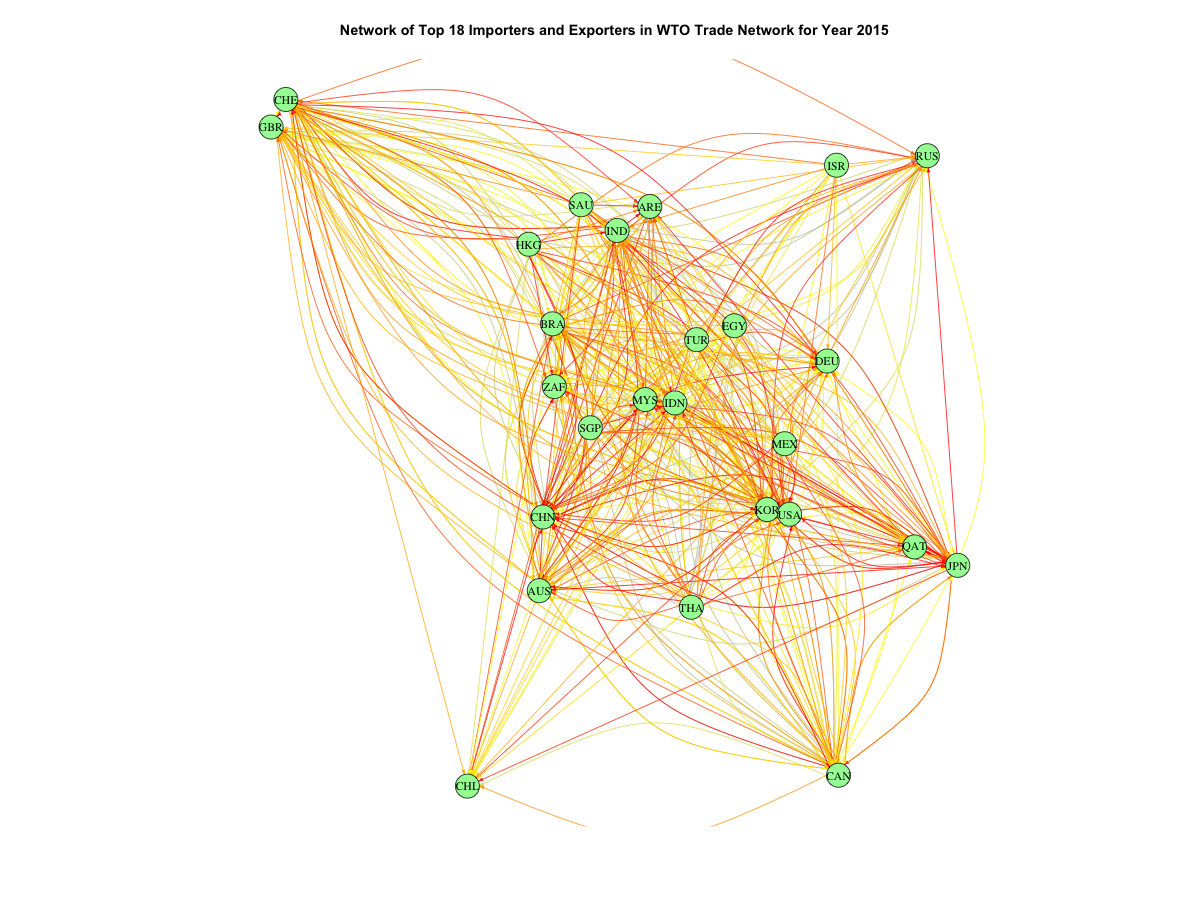 Network of Top 18 Importers and Exporters in WTO Trade Network for Year 2015
CHE
GBR
RUS
ISR
SAU
ARE
IND
HKG
BRA
EGY
TUR
DEU
ZAF
MYS
IDN
SGP
MEX
KOR
USA
CHN
QAT
JPN
AUS
THA
CAN
CHL